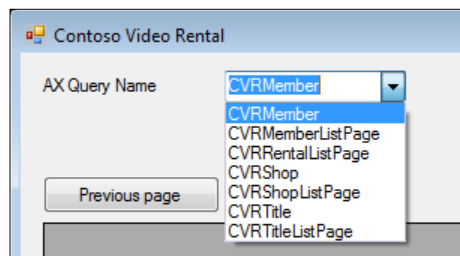 Contoso Video Rental
AX Query Name
CVRMember
CVRMember
CVRMemberListPage
CVRRentalListPage
CVRShop
CVRShopListPage
CVRTitle
CVRTitleListPage
Previous page